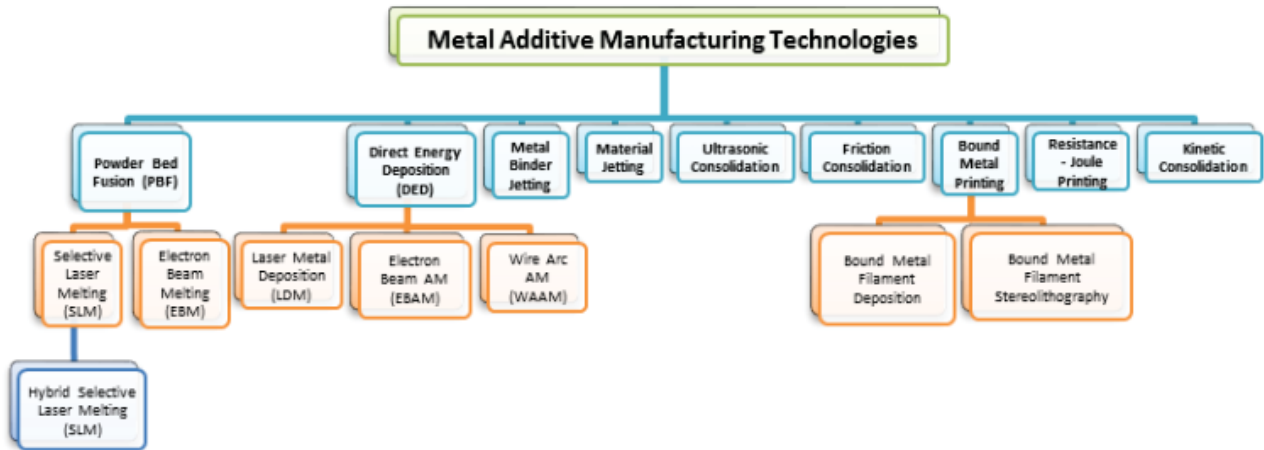 Metal Additive Manufacturing Technologies
Powder Bed
Fusion (PBF)
Direct Energy
Deposition
(DED)
Metal
Binder
Jetting
Material
Jetting
Ultrasonic
Consolidation
Friction
Consolidation
Bound
Metal
Printing
Resistance
- Joule
Printing
Kinetic
Consolidation
Selective
Laser
Melting
(SLM)
Electron
Beam
Melting
(EBM)
Laser Metal
Deposition
(LDM)
Electron
Beam AM
(EBAM)
Wire Arc
AM
(WAAM)
Bound Metal
Filament
Deposition
Bound Metal
Filament
Stereolithography
Hybrid Selective
Laser Melting
(SLM)